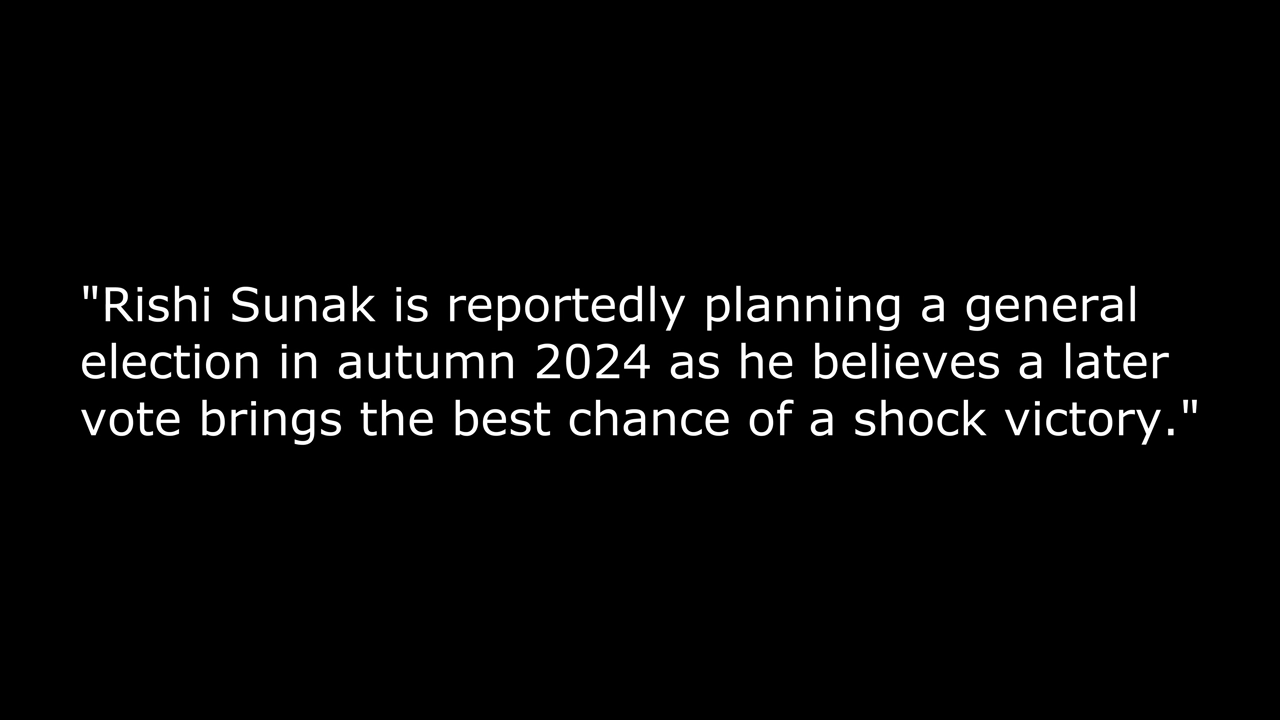 "Rishi Sunak is reportedly planning a general
election in autumn 2024 as he believes a later
vote brings the best chance of a shock victory."